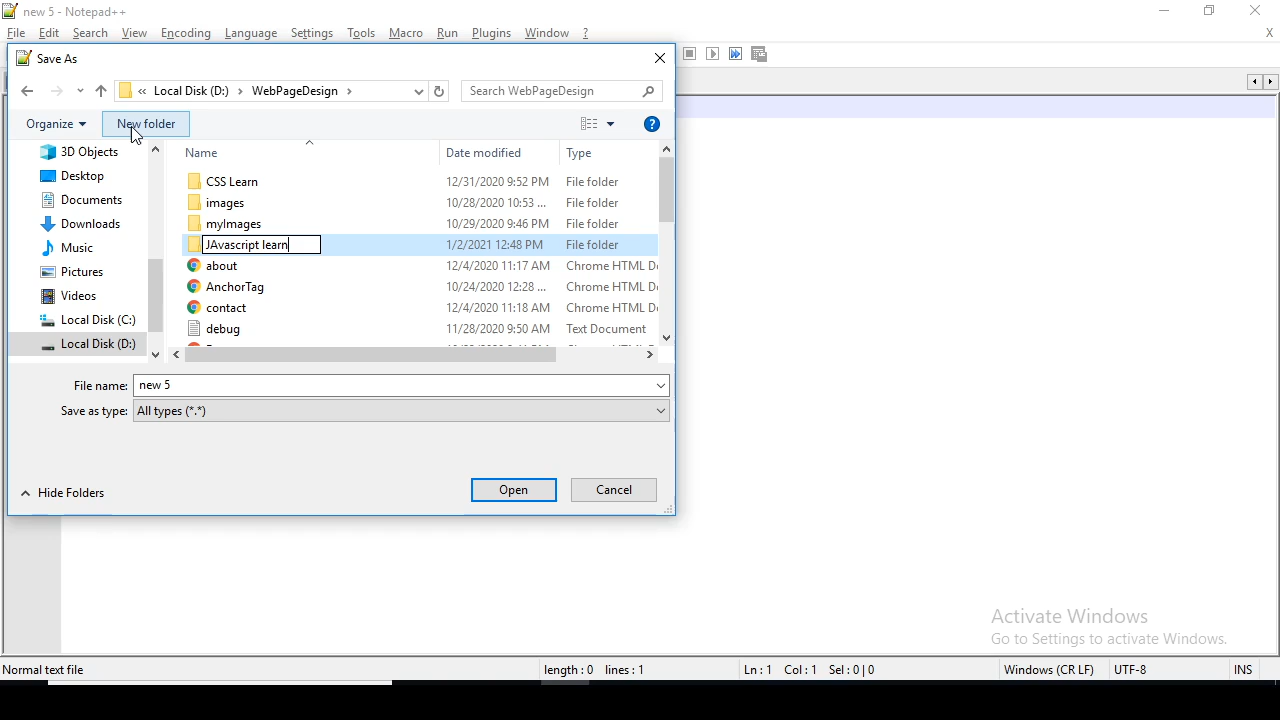 new 5 - Notepad++
File Edit Search View Encoding Language Settings Tools Macro Run Plugins Window ? X
Save As
« Local Disk (D:) › WebPageDesign ›
Search WebPageDesign
Organize New folder ?
Name Date modified Type
3D Objects
Desktop
Documents
Downloads
Music
Pictures
Videos
Local Disk (C:)
Local Disk (D:)
CSS Learn 12/31/2020 9:52 PM File folder
images 10/28/2020 10:53 ... File folder
myImages 10/29/2020 9:46 PM File folder
JAvascript learn 1/2/2021 12:48 PM File folder
about 12/4/2020 11:17 AM Chrome HTML D
AnchorTag 10/24/2020 12:28 ... Chrome HTML D
contact 12/4/2020 11:18 AM Chrome HTML D
debug 11/28/2020 9:50 AM Text Document
File name: new 5
Save as type: All types (*.*)
Hide Folders Open Cancel
Activate Windows
Go to Settings to activate Windows.
Normal text file length : 0 lines : 1 Ln : 1 Col : 1 Sel : 0 | 0 Windows (CR LF) UTF-8 INS